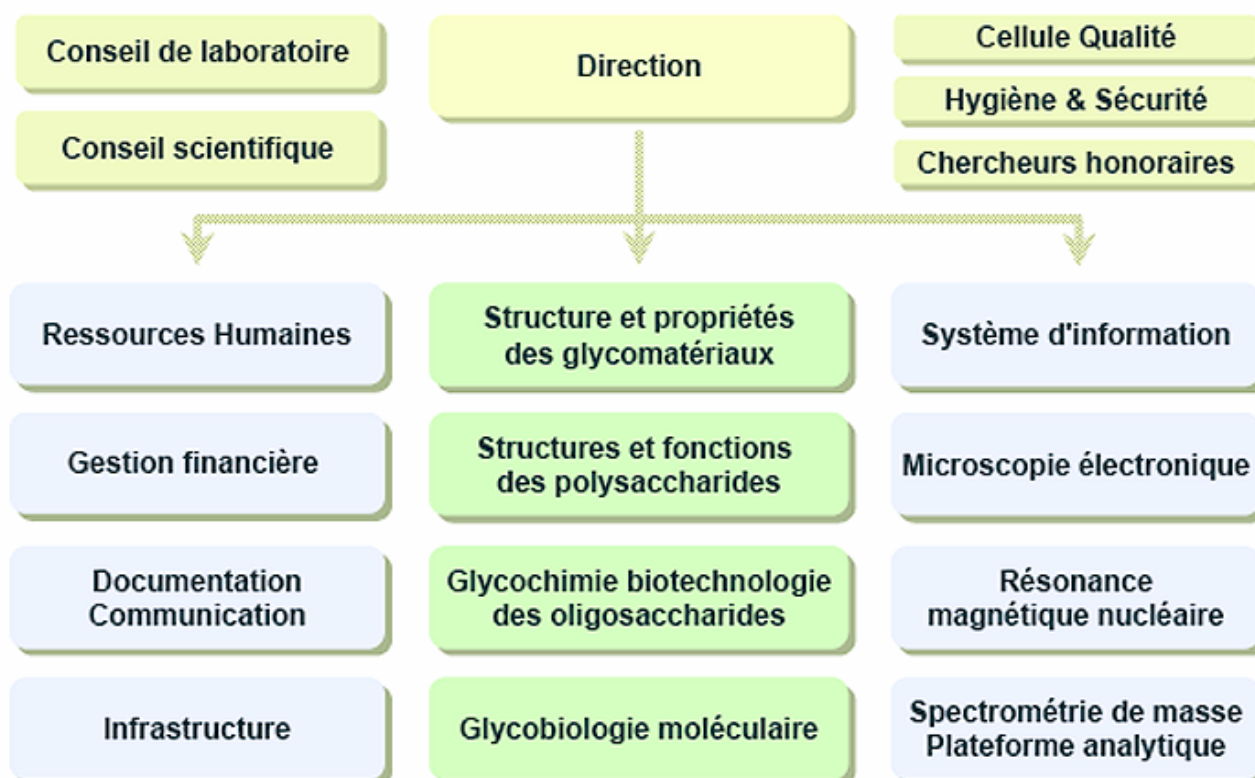 Conseil de laboratoire
Conseil scientifique
Direction
Cellule Qualité
Hygiène & Sécurité
Chercheurs honoraires
Ressources Humaines
Structure et propriétés
des glycomatériaux
Système d'information
Gestion financière
Structures et fonctions
des polysaccharides
Microscopie électronique
Documentation
Communication
Glycochimie biotechnologie
des oligosaccharides
Résonance
magnétique nucléaire
Infrastructure
Glycobiologie moléculaire
Spectrométrie de masse
Plateforme analytique